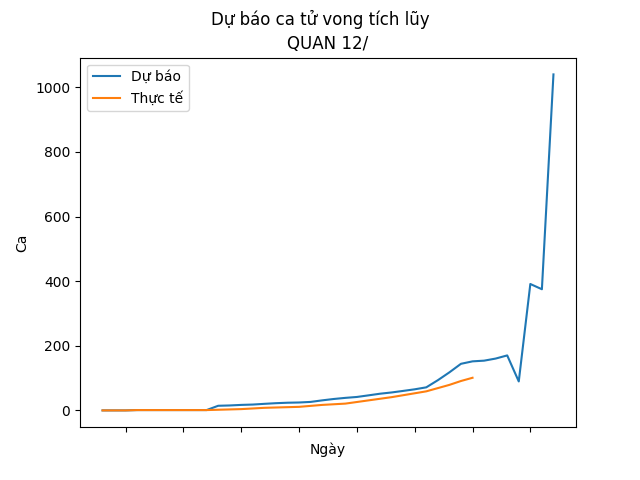 Dự báo ca tử vong tích lũy
QUAN 12/
Dự báo
Thực tế
1000
800
600
400
200
0
Ca
Ngày